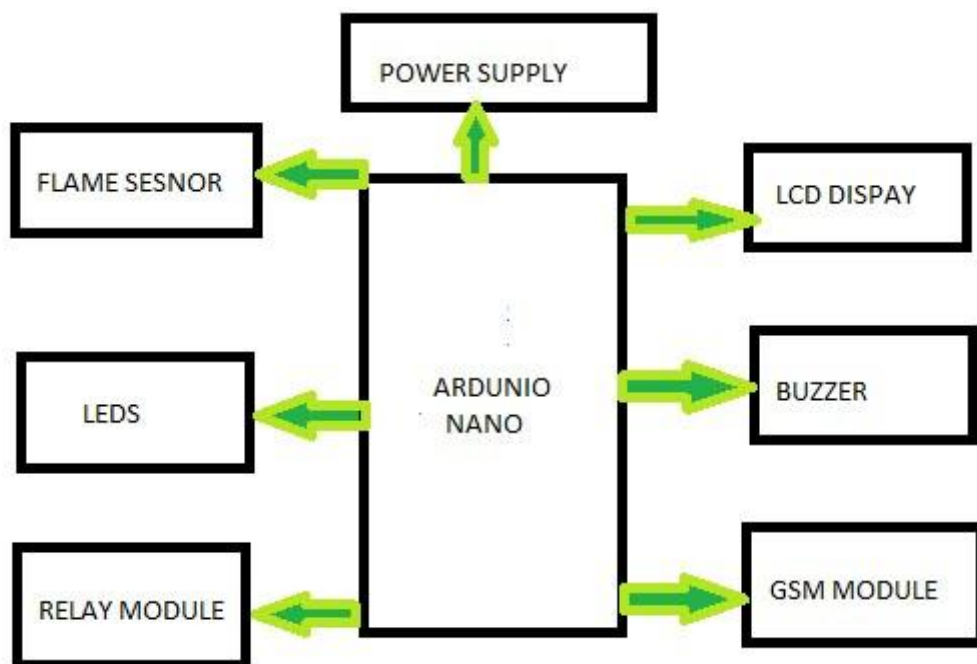 POWER SUPPLY
FLAME SESNOR
LCD DISPAY
ARDUNIO
NANO
LEDS
BUZZER
RELAY MODULE
GSM MODULE